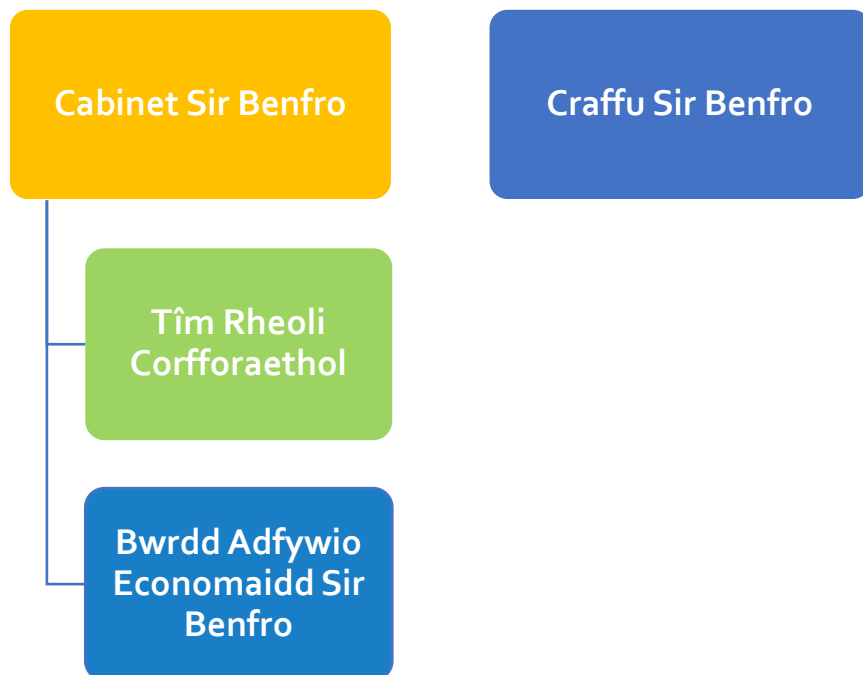 Cabinet Sir Benfro
Craffu Sir Benfro
Tîm Rheoli
Corfforaethol
Bwrdd Adfywio
Economaidd Sir
Benfro